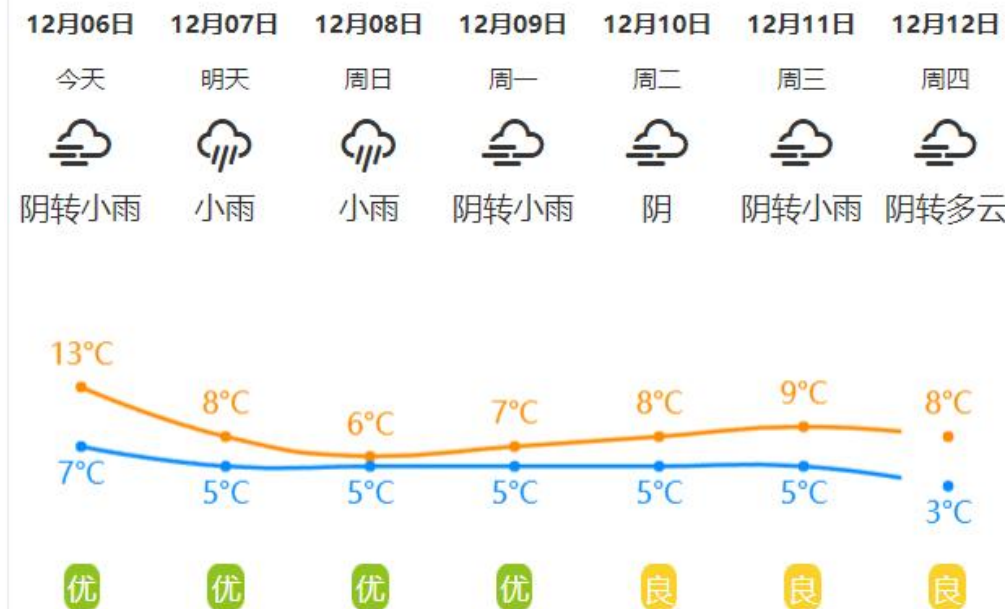 12月06日 12月07日 12月08日 12月09日 12月10日 12月11日 12月12日
今天 明天 周日 周一 周二 周三 周四
阴转小雨 小雨 小雨 阴转小雨 阴 阴转小雨 阴转多云
13°C 8°C 6°C 7°C 8°C 9°C 8°C
7°C 5°C 5°C 5°C 5°C 5°C 3°C
优 优 优 优 良 良 良